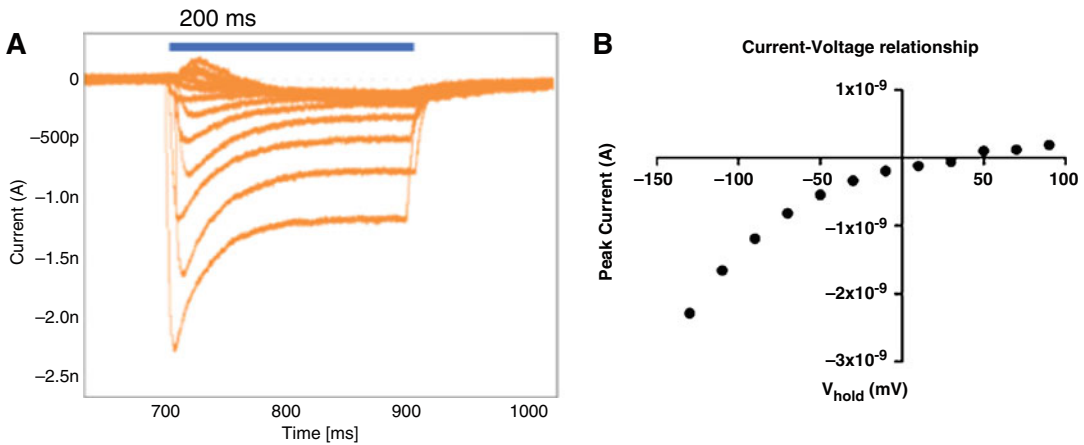 A
200 ms
0
–500p
–1.0n
–1.5n
–2.0n
–2.5n
Current (A)
700 800 900 1000
Time [ms]
B
Current-Voltage relationship
1x10⁻⁹
–1x10⁻⁹
–2x10⁻⁹
–3x10⁻⁹
–150 –100 –50 50 100
Peak Current (A)
Vhold (mV)